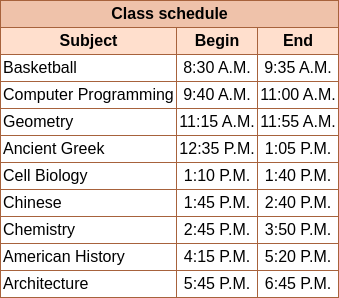 Class schedule
Subject Begin End
Basketball 8:30 A.M. 9:35 A.M.
Computer Programming 9:40 A.M. 11:00 A.M.
Geometry 11:15 A.M. 11:55 A.M.
Ancient Greek 12:35 P.M. 1:05 P.M.
Cell Biology 1:10 P.M. 1:40 P.M.
Chinese 1:45 P.M. 2:40 P.M.
Chemistry 2:45 P.M. 3:50 P.M.
American History 4:15 P.M. 5:20 P.M.
Architecture 5:45 P.M. 6:45 P.M.